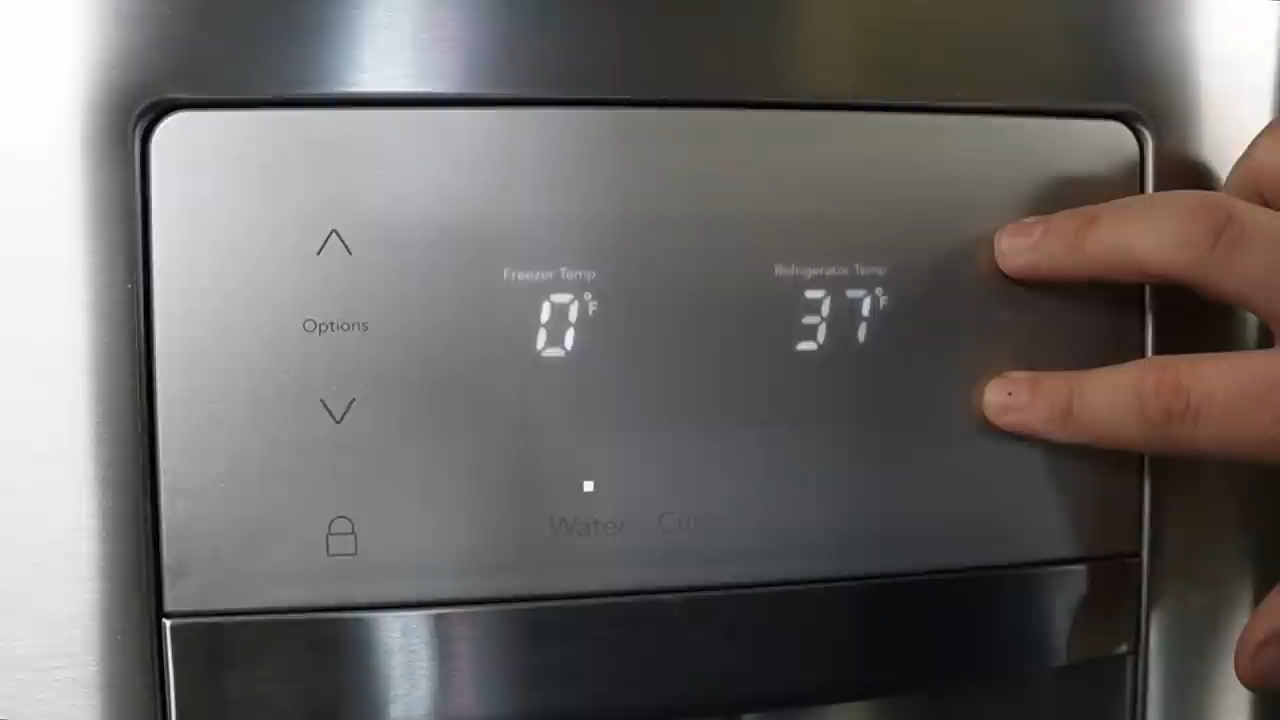 Freezer Temp
0°F
Refrigerator Temp
37°F
Options
Water